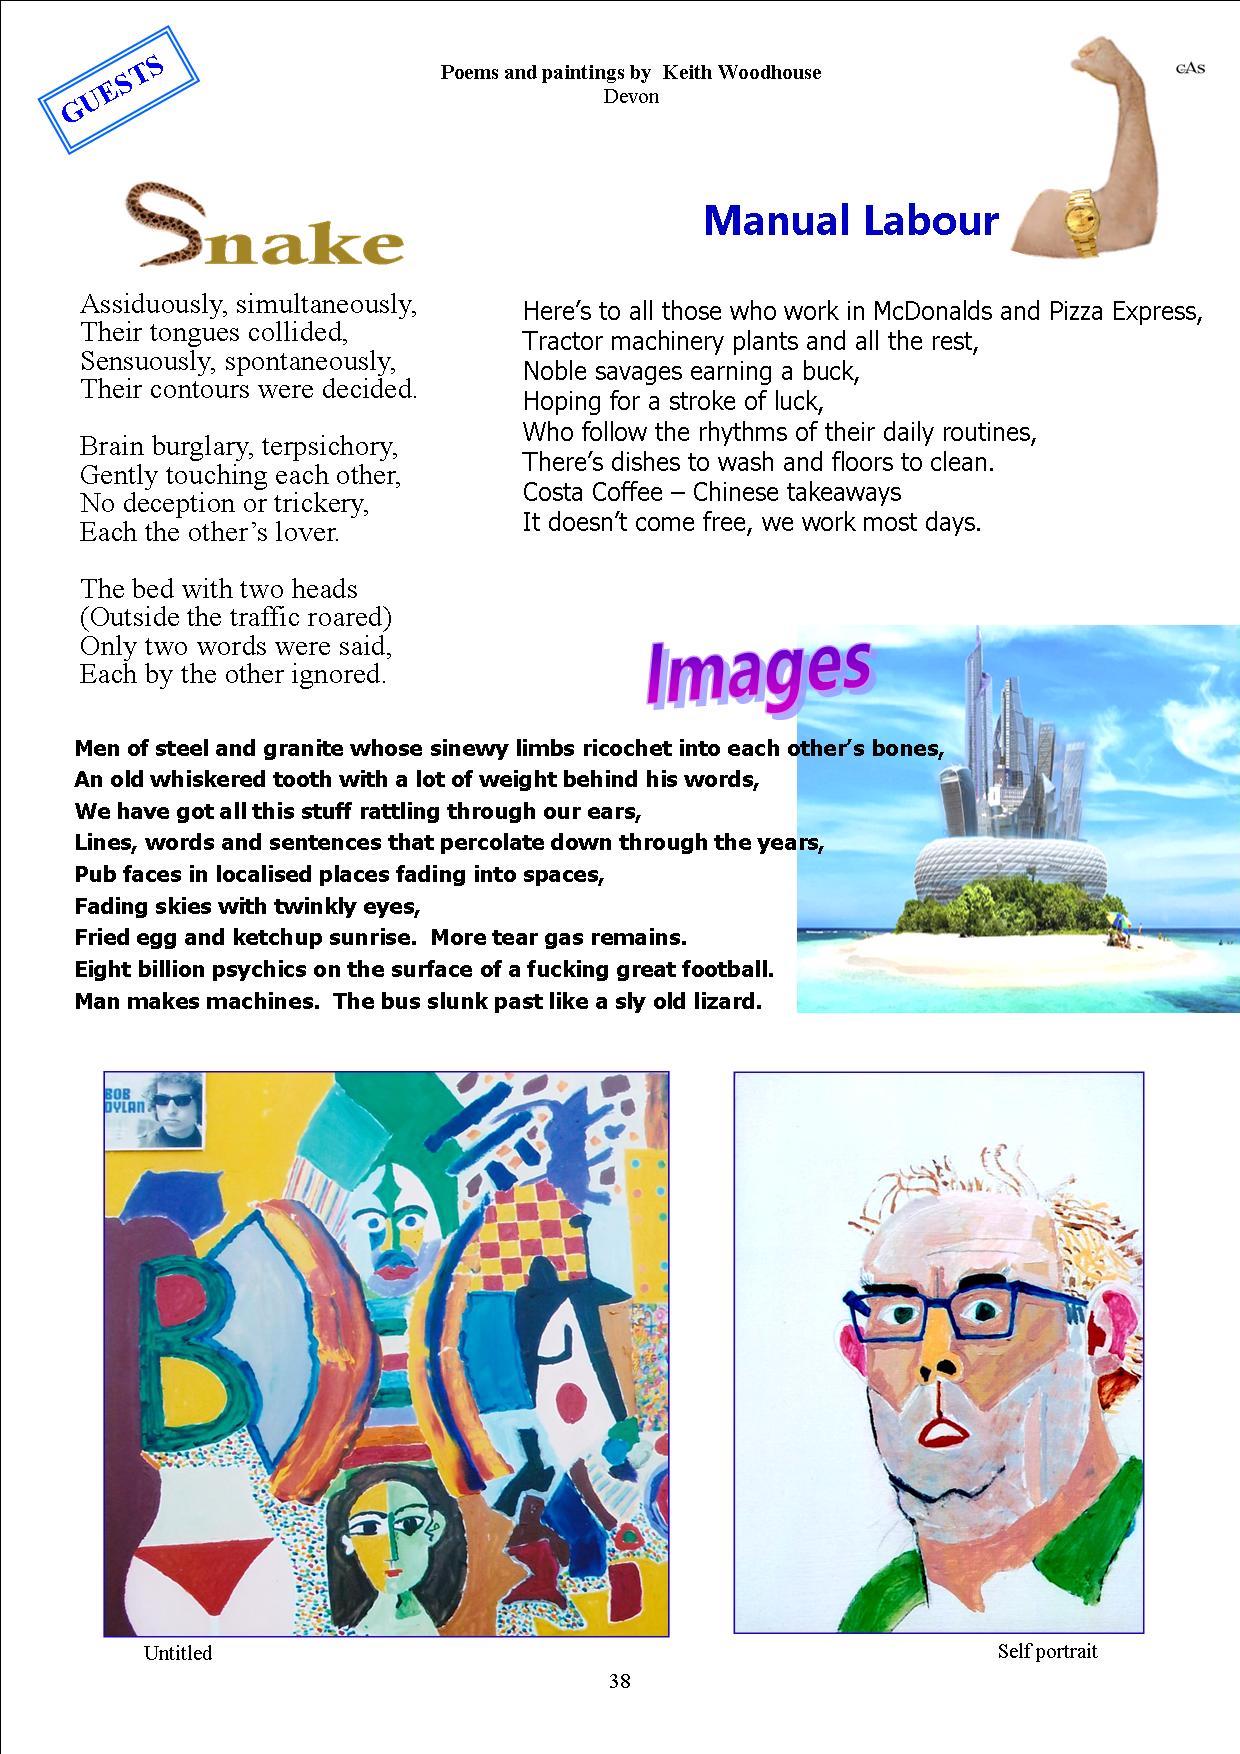 GUESTS
Poems and paintings by Keith Woodhouse
Devon
CAS
Snake
Assiduously, simultaneously,
Their tongues collided,
Sensuously, spontaneously,
Their contours were decided.
Brain burglary, terpsichory,
Gently touching each other,
No deception or trickery,
Each the other’s lover.
The bed with two heads
(Outside the traffic roared)
Only two words were said,
Each by the other ignored.
Manual Labour
Here’s to all those who work in McDonalds and Pizza Express,
Tractor machinery plants and all the rest,
Noble savages earning a buck,
Hoping for a stroke of luck,
Who follow the rhythms of their daily routines,
There’s dishes to wash and floors to clean.
Costa Coffee – Chinese takeaways
It doesn’t come free, we work most days.
Images
Men of steel and granite whose sinewy limbs ricochet into each other’s bones,
An old whiskered tooth with a lot of weight behind his words,
We have got all this stuff rattling through our ears,
Lines, words and sentences that percolate down through the years,
Pub faces in localised places fading into spaces,
Fading skies with twinkly eyes,
Fried egg and ketchup sunrise. More tear gas remains.
Eight billion psychics on the surface of a fucking great football.
Man makes machines. The bus slunk past like a sly old lizard.
BOB
DYLAN
B
Untitled
Self portrait
38